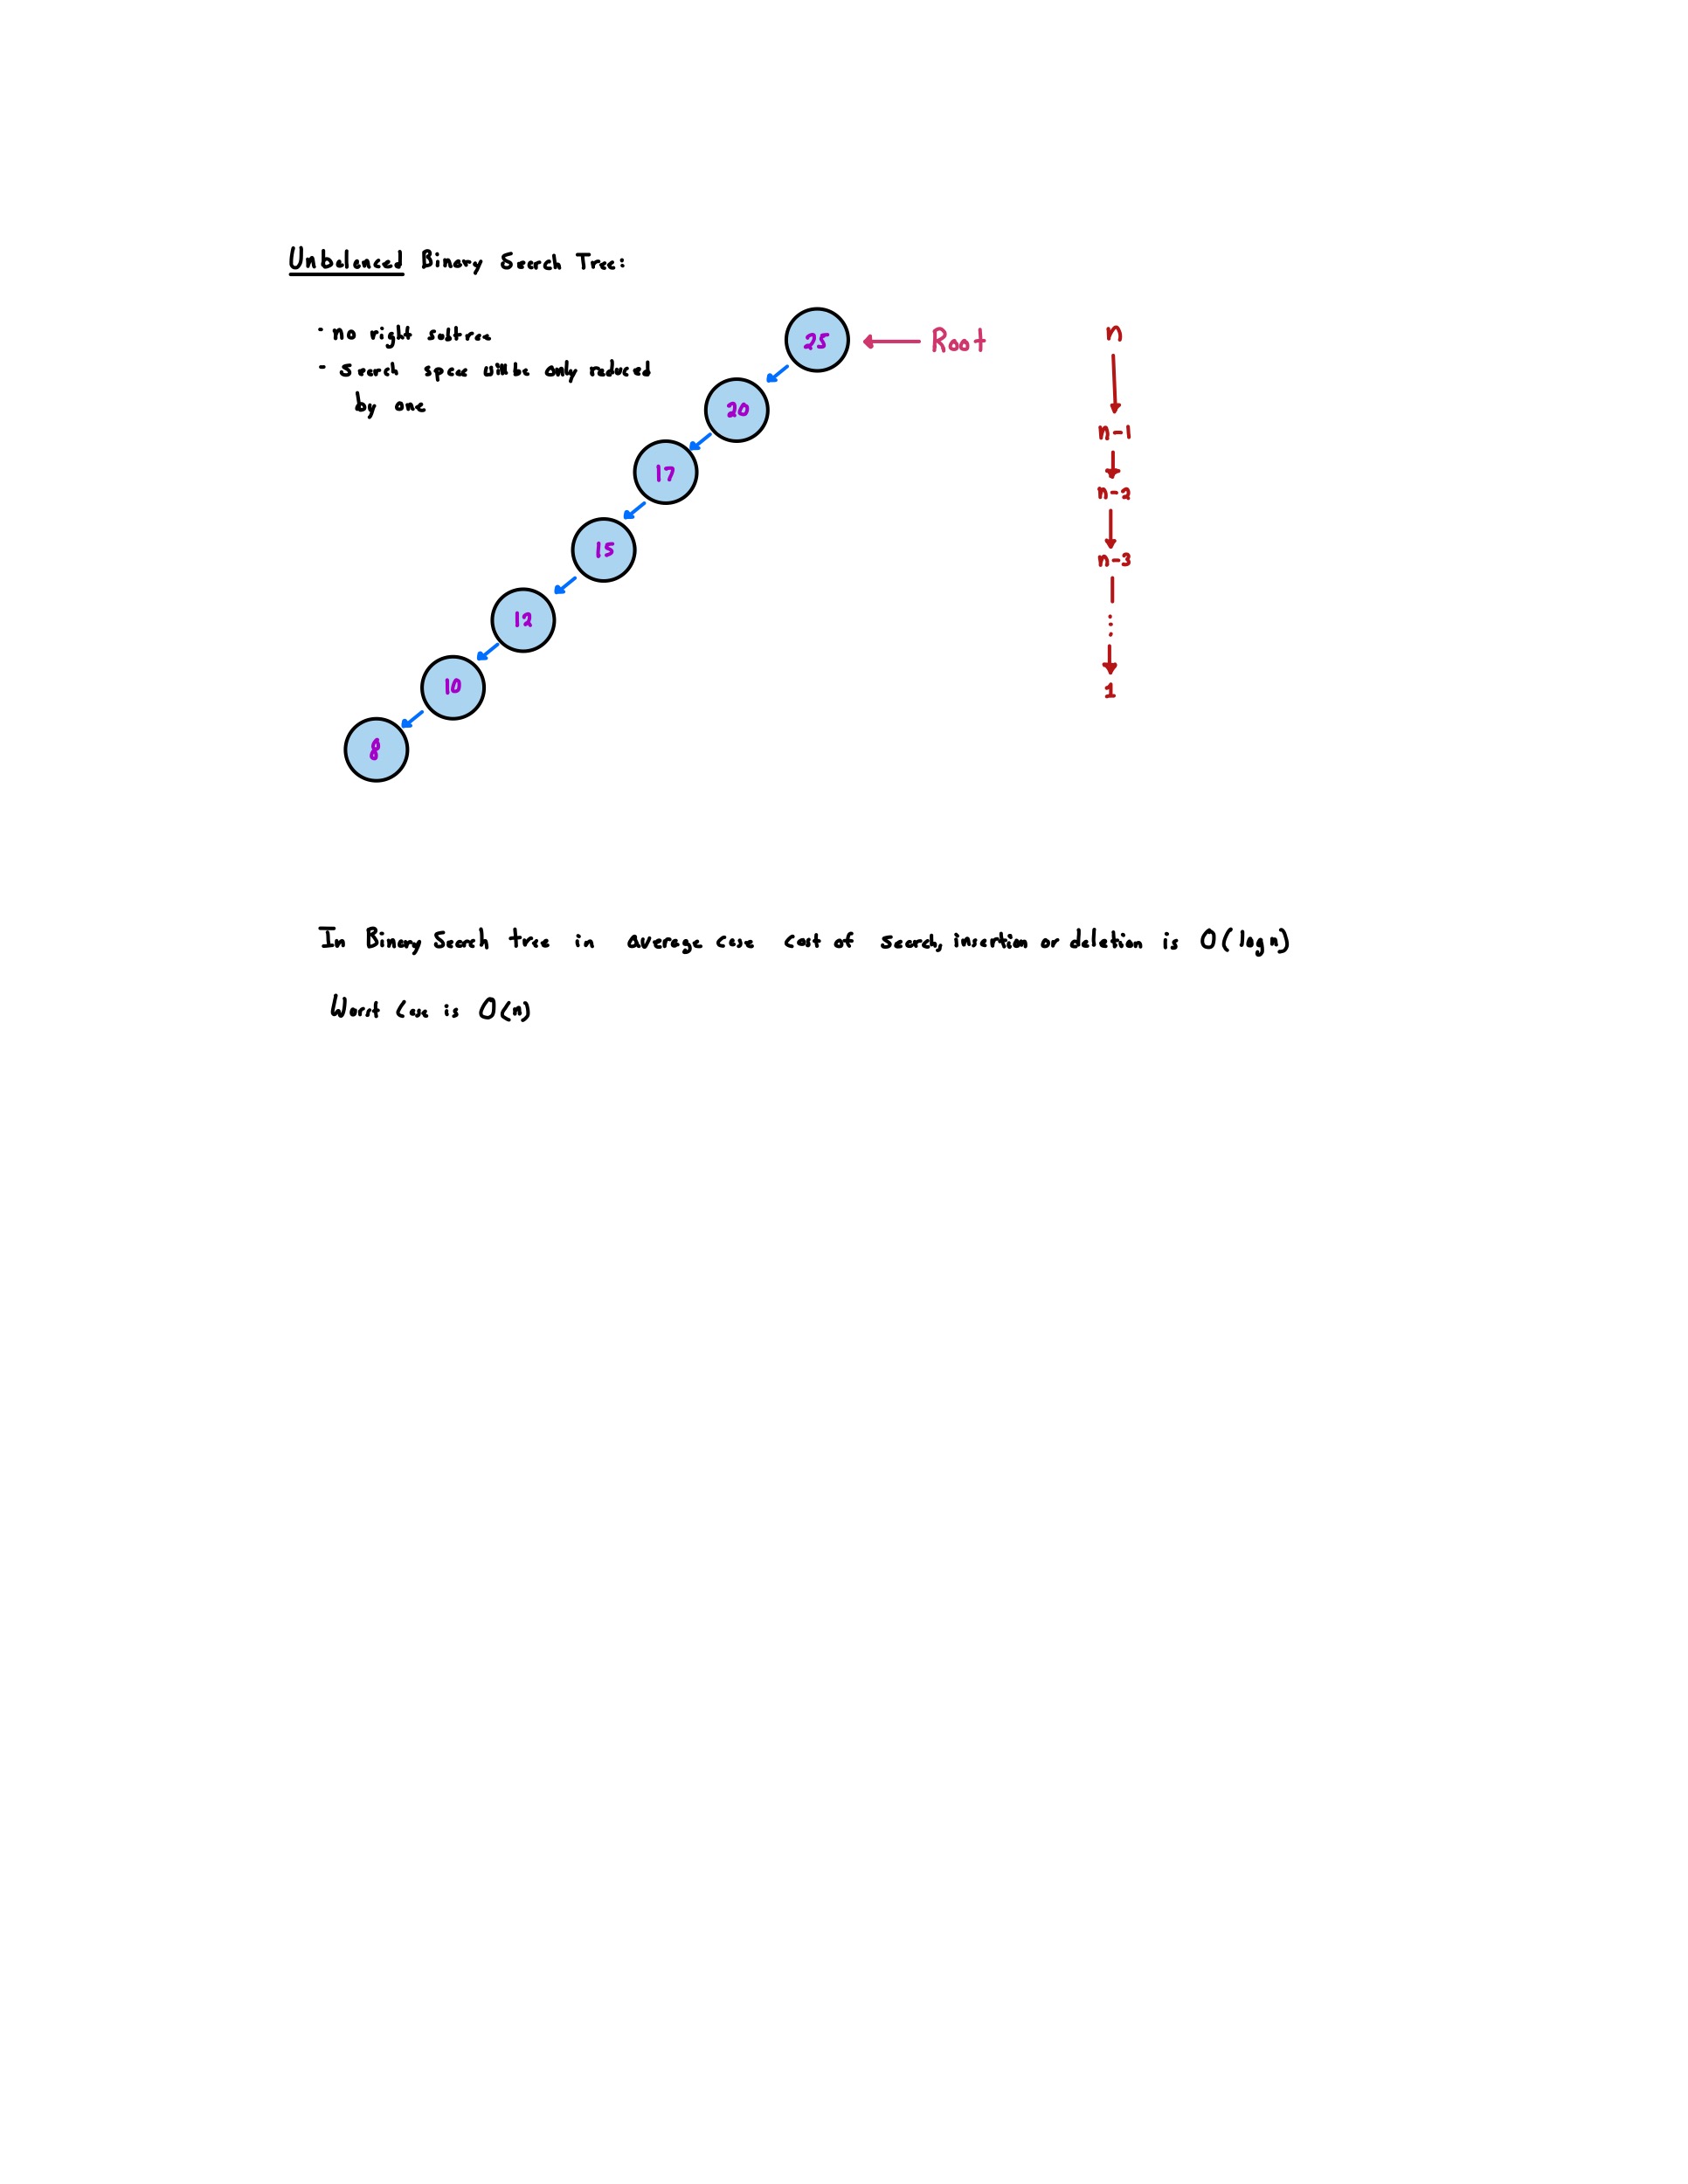 Unbalanced Binary Search Tree:
- no right subtree
- search space will be only reduced
by one
25 ← Root
20
17
15
12
10
8
n
n-1
n-2
n-3
⋮
1
In Binary Search tree in average case cost of search, insertion or deletion is O(log n)
Worst Case is O(n)